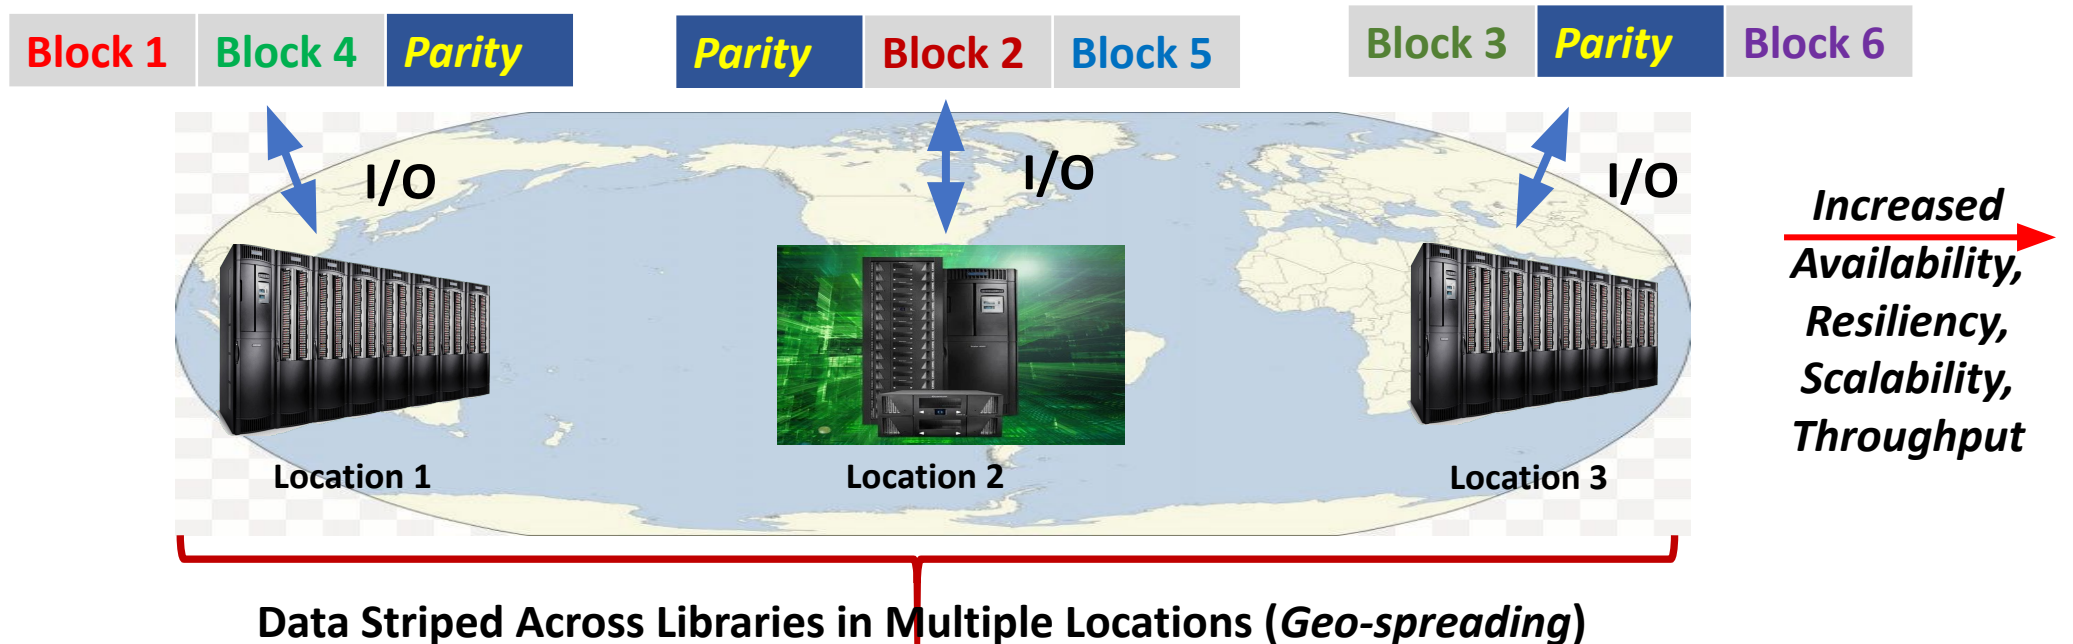 Block 1 Block 4 Parity
Parity Block 2 Block 5
Block 3 Parity Block 6
I/O
I/O
I/O
Location 1
Location 2
Location 3
Increased
Availability,
Resiliency,
Scalability,
Throughput
Data Striped Across Libraries in Multiple Locations (Geo-spreading)